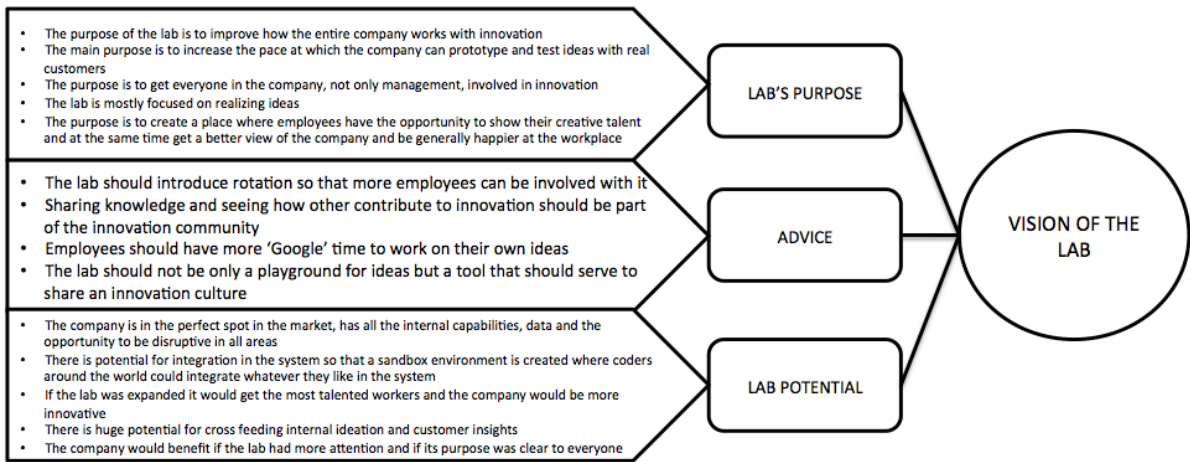 • The purpose of the lab is to improve how the entire company works with innovation
• The main purpose is to increase the pace at which the company can prototype and test ideas with real
customers
• The purpose is to get everyone in the company, not only management, involved in innovation
• The lab is mostly focused on realizing ideas
• The purpose is to create a place where employees have the opportunity to show their creative talent
and at the same time get a better view of the company and be generally happier at the workplace
LAB'S PURPOSE
• The lab should introduce rotation so that more employees can be involved with it
• Sharing knowledge and seeing how other contribute to innovation should be part
of the innovation community
• Employees should have more 'Google' time to work on their own ideas
• The lab should not be only a playground for ideas but a tool that should serve to
share an innovation culture
ADVICE
• The company is in the perfect spot in the market, has all the internal capabilities, data and the
opportunity to be disruptive in all areas
• There is potential for integration in the system so that a sandbox environment is created where coders
around the world could integrate whatever they like in the system
• If the lab was expanded it would get the most talented workers and the company would be more
innovative
• There is huge potential for cross feeding internal ideation and customer insights
• The company would benefit if the lab had more attention and if its purpose was clear to everyone
LAB POTENTIAL
VISION OF THE
LAB